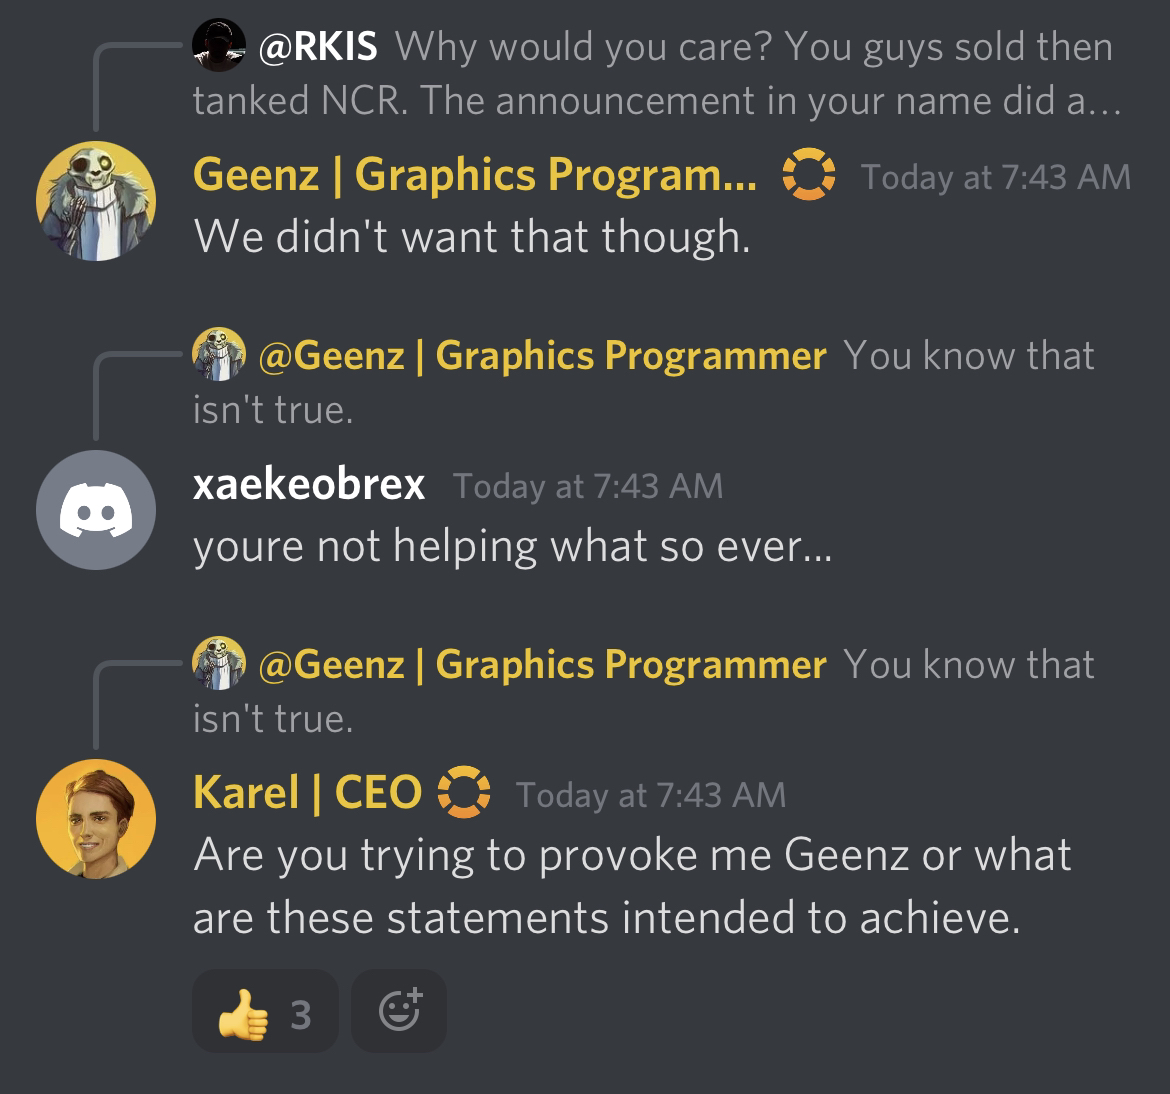 @RKIS Why would you care? You guys sold then
tanked NCR. The announcement in your name did a...
Geenz | Graphics Program... Today at 7:43 AM
We didn't want that though.
@Geenz | Graphics Programmer You know that
isn't true.
xaekeobrex Today at 7:43 AM
youre not helping what so ever...
@Geenz | Graphics Programmer You know that
isn't true.
Karel | CEO Today at 7:43 AM
Are you trying to provoke me Geenz or what
are these statements intended to achieve.
👍 3